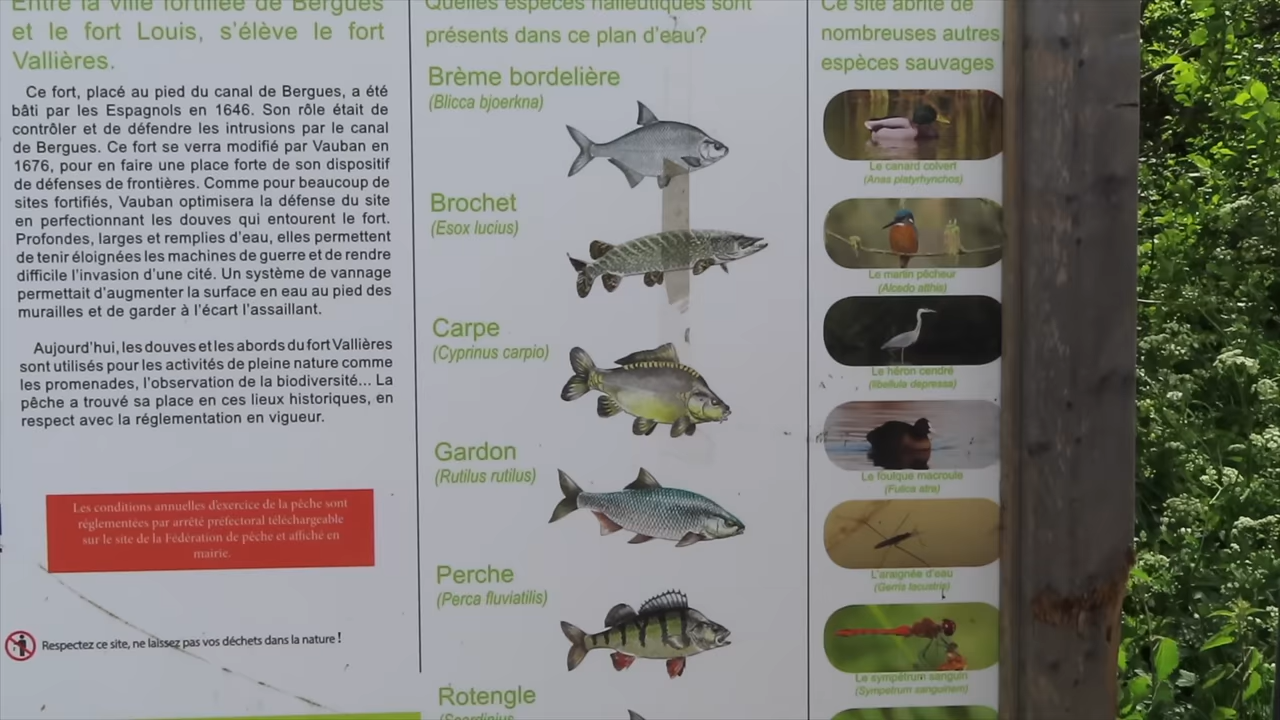 Entre la ville fortifiée de Bergues
et le fort Louis, s'élève le fort
Vallières.
Ce fort, placé au pied du canal de Bergues, a été
bâti par les Espagnols en 1646. Son rôle était de
contrôler et de défendre les intrusions par le canal
de Bergues. Ce fort se verra modifié par Vauban en
1676, pour en faire une place forte de son dispositif
de défenses de frontières. Comme pour beaucoup de
sites fortifiés, Vauban optimisera la défense du site
en perfectionnant les douves qui entourent le fort.
Profondes, larges et remplies d'eau, elles permettent
de tenir éloignées les machines de guerre et de rendre
difficile l'invasion d'une cité. Un système de vannage
permettait d'augmenter la surface en eau au pied des
murailles et de garder à l'écart l'assaillant.
Aujourd'hui, les douves et les abords du fort Vallières
sont utilisés pour les activités de pleine nature comme
les promenades, l'observation de la biodiversité... La
pêche a trouvé sa place en ces lieux historiques, en
respect avec la réglementation en vigueur.
Les conditions annuelles d'exercice de la pêche sont
réglementées par arrêté préfectoral téléchargeable
sur le site de la Fédération de pêche et affiché en
mairie.
Respectez ce site, ne laissez pas vos déchets dans la nature !
Quelles espèces halieutiques sont
présents dans ce plan d'eau?
Brème bordelière
(Blicca bjoerkna)
Brochet
(Esox lucius)
Carpe
(Cyprinus carpio)
Gardon
(Rutilus rutilus)
Perche
(Perca fluviatilis)
Rotengle
(Scardinius
Ce site abrite de
nombreuses autres
espèces sauvages
Le canard colvert
(Anas platyrhynchos)
Le martin pêcheur
(Alcedo atthis)
Le héron cendré
(libellula depressa)
Le foulque macroule
(Fulica atra)
L'araignée d'eau
(Gerris lacustris)
Le sympétrum sanguin
(Sympetrum sanguinem)